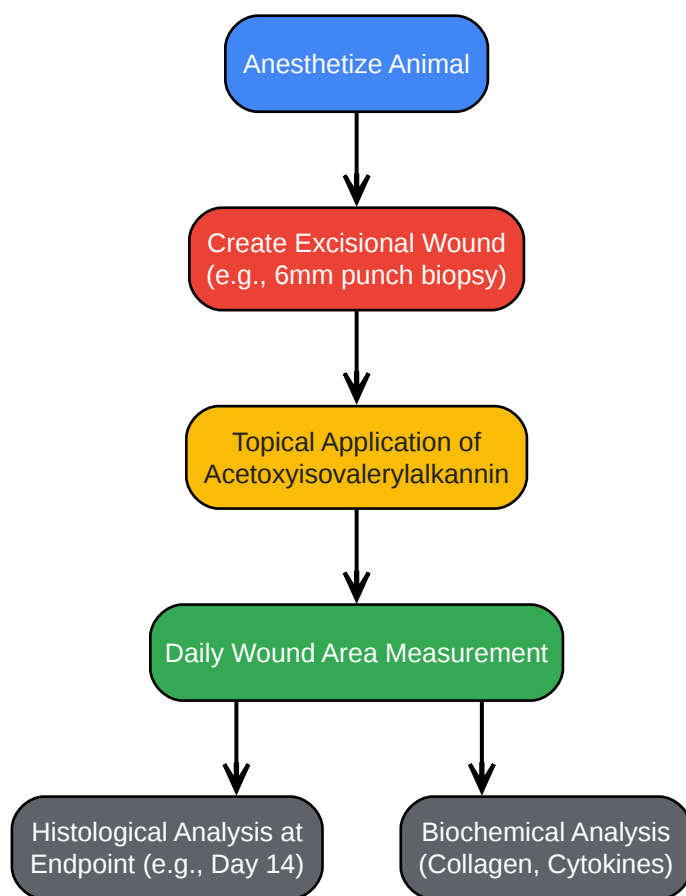 Anesthetize Animal
Create Excisional Wound
(e.g., 6mm punch biopsy)
Topical Application of
Acetoxyisovalerylalkannin
Daily Wound Area Measurement
Histological Analysis at
Endpoint (e.g., Day 14)
Biochemical Analysis
(Collagen, Cytokines)